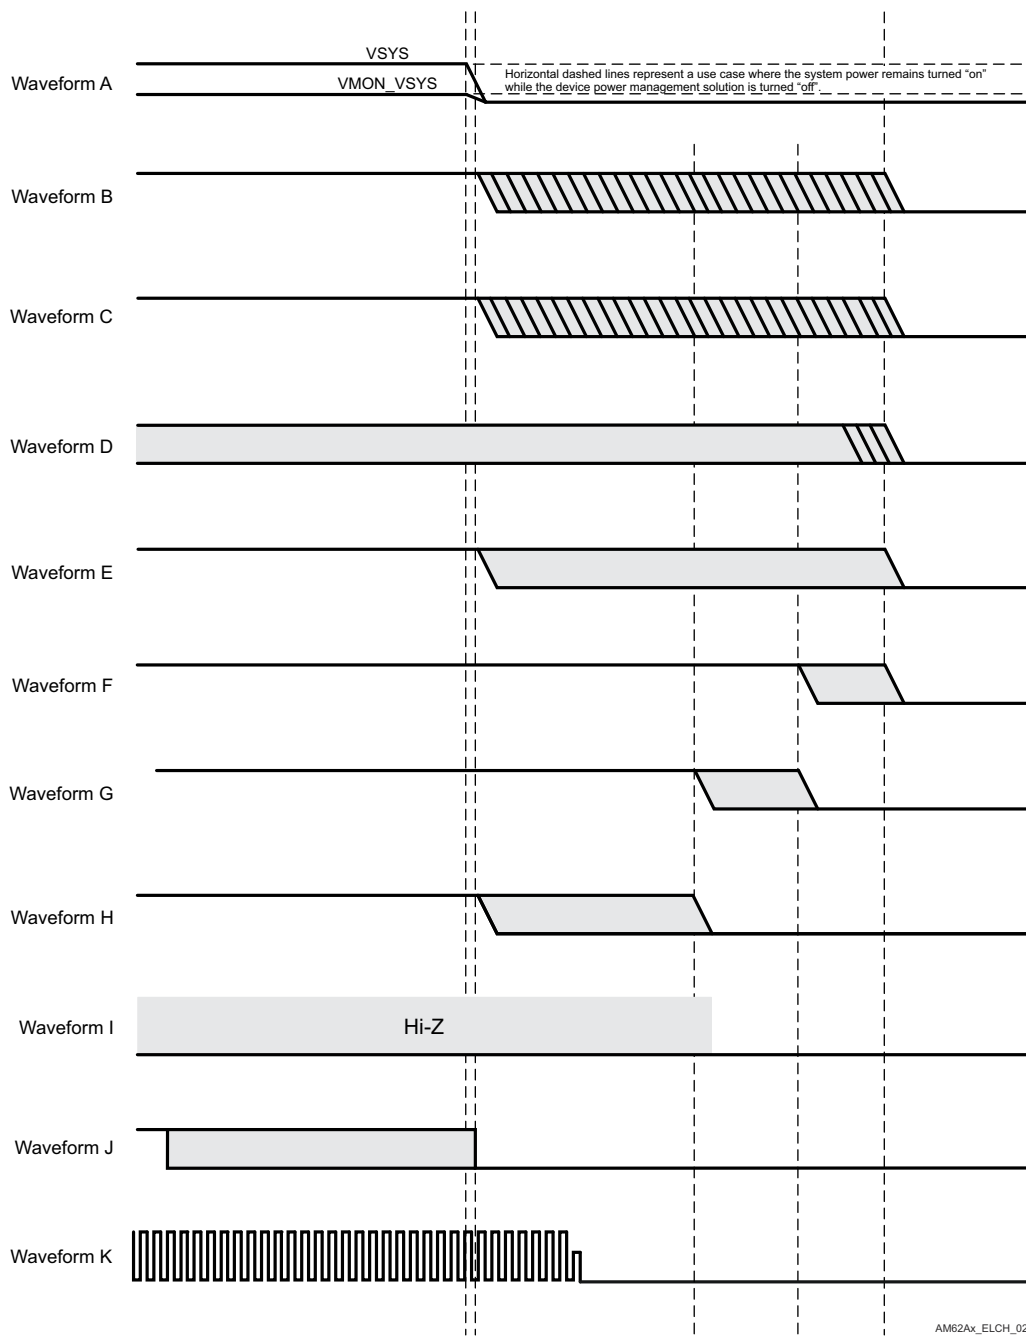 VSYS
Waveform A
VMON_VSYS
Horizontal dashed lines represent a use case where the system power remains turned “on”
while the device power management solution is turned “off”.
Waveform B
Waveform C
Waveform D
Waveform E
Waveform F
Waveform G
Waveform H
Waveform I
Hi-Z
Waveform J
Waveform K
AM62Ax_ELCH_02